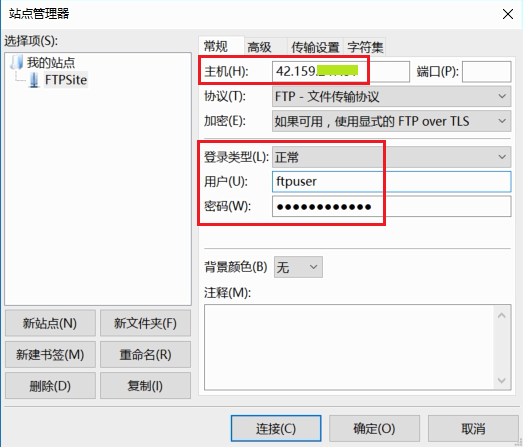 站点管理器
选择项(S):
我的站点
FTPSite
新站点(N)
新文件夹(F)
新建书签(M)
重命名(R)
删除(D)
复制(I)
常规 高级 传输设置 字符集
主机(H): 42.159. 端口(P):
协议(T): FTP - 文件传输协议
加密(E): 如果可用，使用显式的 FTP over TLS
登录类型(L): 正常
用户(U): ftpuser
密码(W): ●●●●●●●●●●●●
背景颜色(B) 无
注释(M):
连接(C) 确定(O) 取消